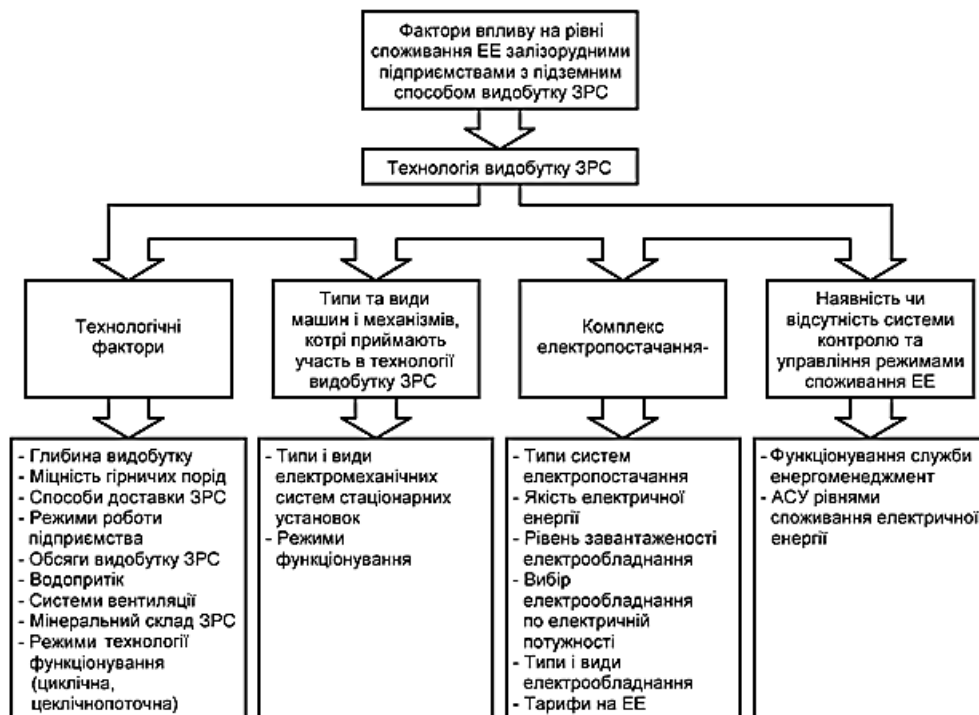 Фактори впливу на рівні
споживання ЕЕ залізорудними
підприємствами з підземним
способом видобутку ЗРС
Технологія видобутку ЗРС
Технологічні
фактори
Типи та види
машин і механізмів,
котрі приймають
участь в технології
видобутку ЗРС
Комплекс
електропостачання-
Наявність чи
відсутність системи
контролю та
управління режимами
споживання ЕЕ
- Глибина видобутку
- Міцність гірничих порід
- Способи доставки ЗРС
- Режими роботи
підприємства
- Обсяги видобутку ЗРС
- Водопритік
- Системи вентиляції
- Мінеральний склад ЗРС
- Режими технології
функціонування
(циклічна,
цеклічнопоточна)
- Типи і види
електромеханічних
систем стаціонарних
установок
- Режими
функціонування
- Типи систем
електропостачання
- Якість електричної
енергії
- Рівень завантаженості
електрообладнання
- Вибір
електрообладнання
по електричній
потужності
- Типи і види
електрообладнання
- Тарифи на ЕЕ
- Функціонування служби
енергоменеджмент
- АСУ рівнями
споживання електричної
енергії